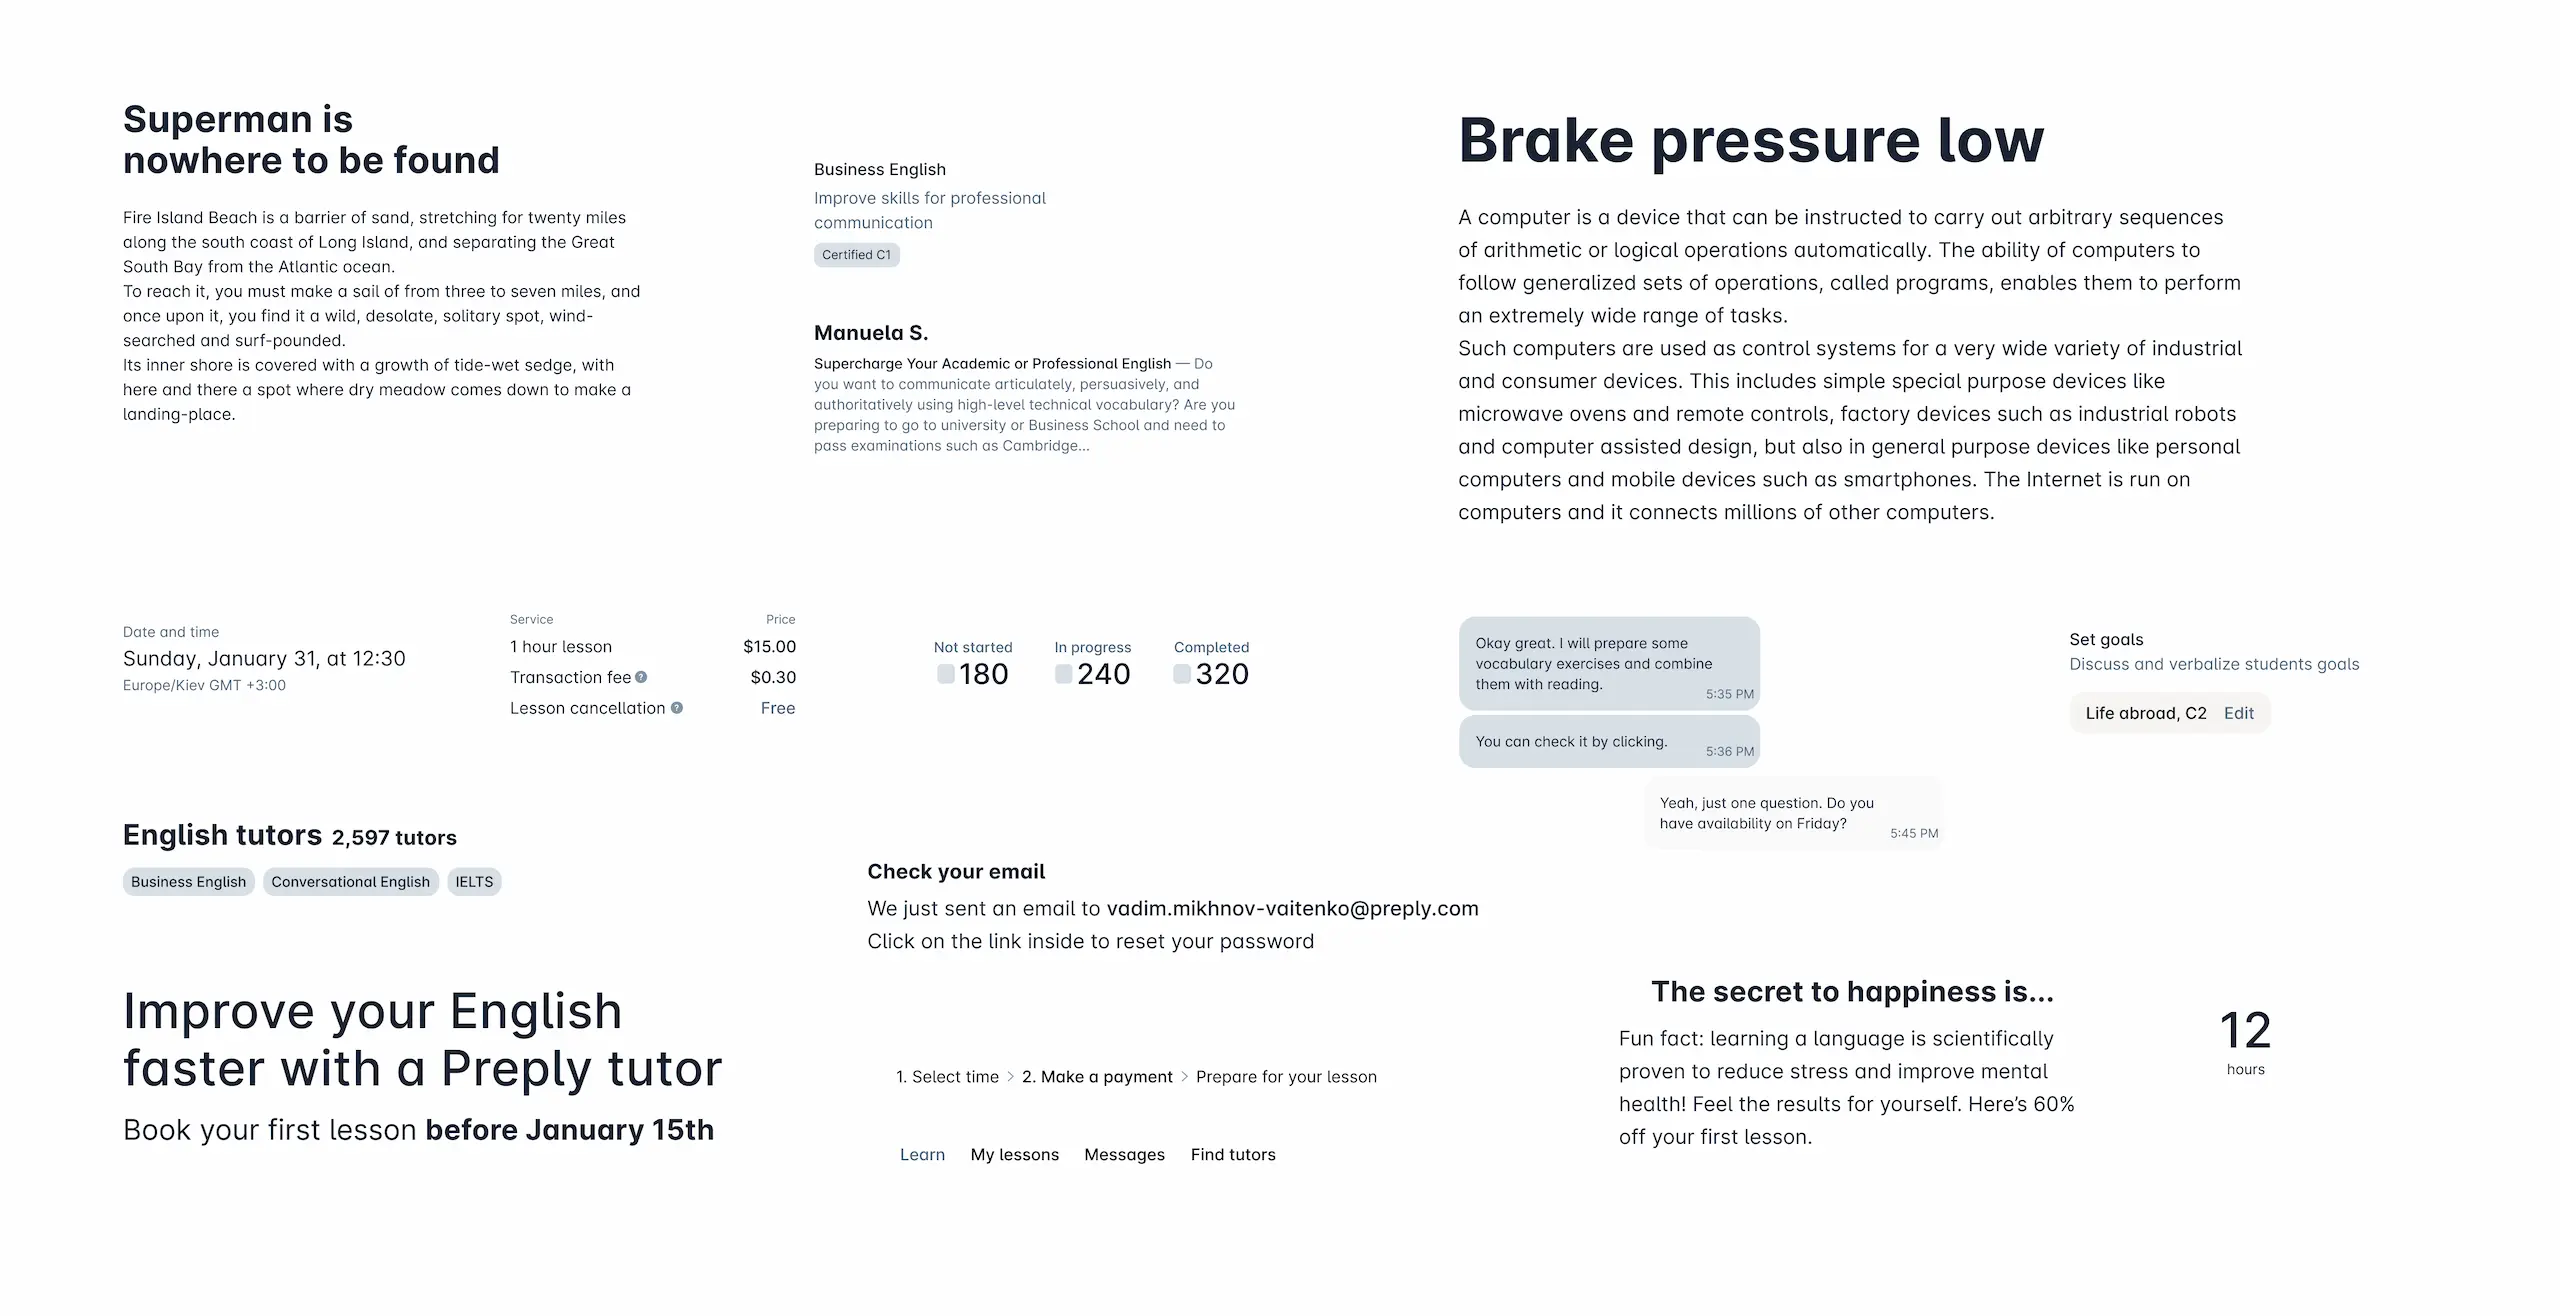 Superman is
nowhere to be found
Fire Island Beach is a barrier of sand, stretching for twenty miles
along the south coast of Long Island, and separating the Great
South Bay from the Atlantic ocean.
To reach it, you must make a sail of from three to seven miles, and
once upon it, you find it a wild, desolate, solitary spot, wind-
searched and surf-pounded.
Its inner shore is covered with a growth of tide-wet sedge, with
here and there a spot where dry meadow comes down to make a
landing-place.
Business English
Improve skills for professional
communication
Certified C1
Manuela S.
Supercharge Your Academic or Professional English — Do
you want to communicate articulately, persuasively, and
authoritatively using high-level technical vocabulary? Are you
preparing to go to university or Business School and need to
pass examinations such as Cambridge...
Brake pressure low
A computer is a device that can be instructed to carry out arbitrary sequences
of arithmetic or logical operations automatically. The ability of computers to
follow generalized sets of operations, called programs, enables them to perform
an extremely wide range of tasks.
Such computers are used as control systems for a very wide variety of industrial
and consumer devices. This includes simple special purpose devices like
microwave ovens and remote controls, factory devices such as industrial robots
and computer assisted design, but also in general purpose devices like personal
computers and mobile devices such as smartphones. The Internet is run on
computers and it connects millions of other computers.
Date and time
Sunday, January 31, at 12:30
Europe/Kiev GMT +3:00
Service Price
1 hour lesson $15.00
Transaction fee ? $0.30
Lesson cancellation ? Free
Not started In progress Completed
180 240 320
Okay great. I will prepare some
vocabulary exercises and combine
them with reading.
5:35 PM
You can check it by clicking.
5:36 PM
Yeah, just one question. Do you
have availability on Friday?
5:45 PM
Set goals
Discuss and verbalize students goals
Life abroad, C2 Edit
English tutors 2,597 tutors
Business English Conversational English IELTS
Check your email
We just sent an email to vadim.mikhnov-vaitenko@preply.com
Click on the link inside to reset your password
Improve your English
faster with a Preply tutor
Book your first lesson before January 15th
1. Select time > 2. Make a payment > Prepare for your lesson
Learn My lessons Messages Find tutors
The secret to happiness is...
Fun fact: learning a language is scientifically
proven to reduce stress and improve mental
health! Feel the results for yourself. Here’s 60%
off your first lesson.
12
hours